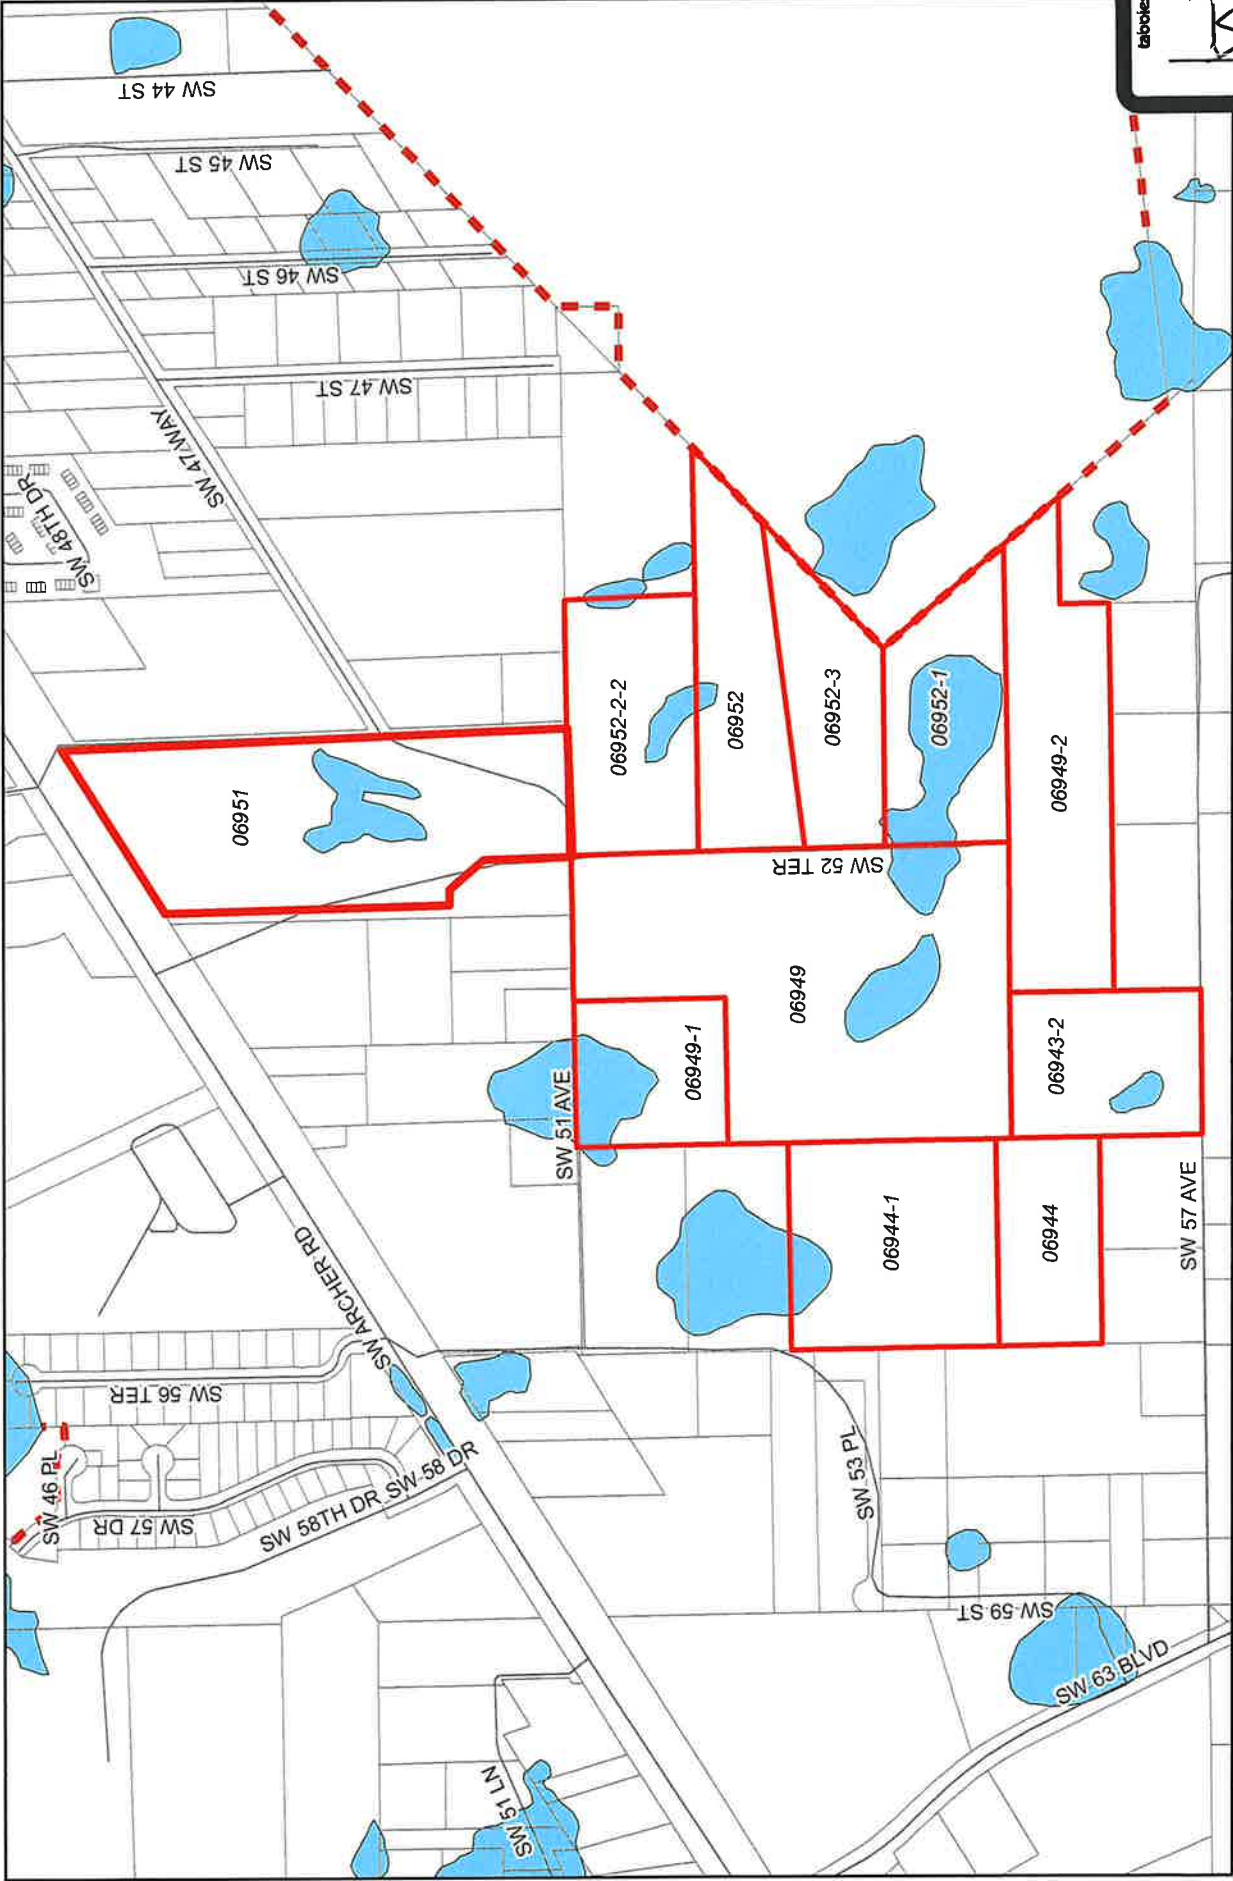 SW 44 ST
SW 45 ST
SW 46 ST
SW 47 ST
SW 47 WAY
SW 48TH DR
06951
06952-2-2
06952
06952-3
06952-1
06949-2
SW 52 TER
06949
06949-1
06943-2
SW 51 AVE
06944-1
06944
SW 57 AVE
SW ARCHER RD
SW 56 TER
SW 46 PL
SW 57 DR
SW 58TH DR
SW 58 DR
SW 53 PL
SW 59 ST
SW 63 BLVD
SW 51 LN